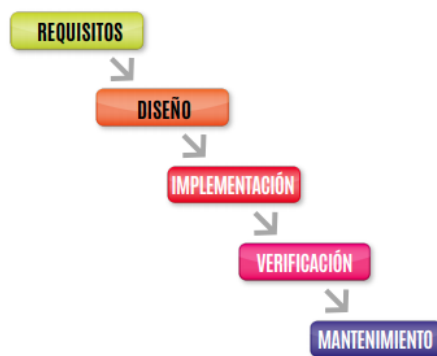 REQUISITOS
DISEÑO
IMPLEMENTACIÓN
VERIFICACIÓN
MANTENIMIENTO